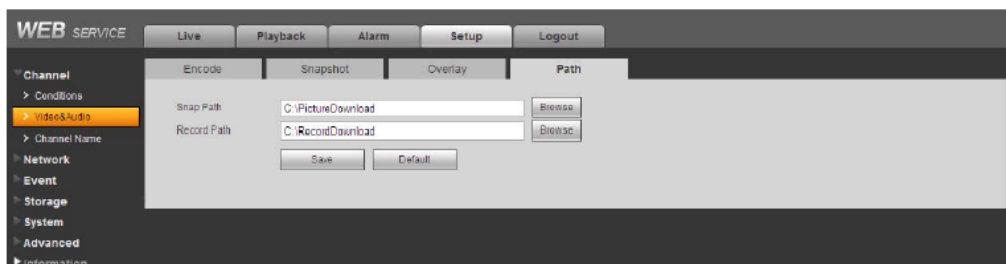 WEB SERVICE
Live Playback Alarm Setup Logout
Channel
> Conditions
> Video&Audio
> Channel Name
Network
Event
Storage
System
Advanced
Information
Encode Snapshot Overlay Path
Snap Path C:\PictureDownload Browse
Record Path C:\RecordDownload Browse
Save Default